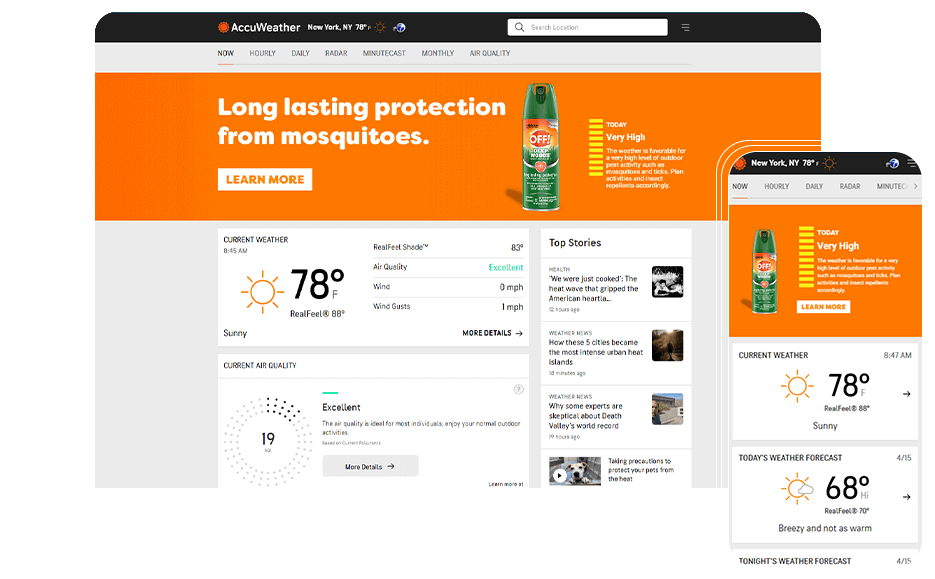 AccuWeather
New York, NY 78° F
Search Location
NOW HOURLY DAILY RADAR MINUTECAST MONTHLY AIR QUALITY
Long lasting protection
from mosquitoes.
LEARN MORE
OFF!
TODAY
Very High
The weather is favorable for
a very high level of outdoor
pest activity such as
mosquitoes and ticks. Plan
activities and insect
repellents accordingly.
CURRENT WEATHER
8:45 AM
78° F
RealFeel® 88°
Sunny
RealFeel Shade™ 83°
Air Quality Excellent
Wind 0 mph
Wind Gusts 1 mph
MORE DETAILS
CURRENT AIR QUALITY
19
AQI
Excellent
The air quality is ideal for most individuals; enjoy your normal outdoor
activities.
Based on Current Pollutants
More Details
Learn more at
Top Stories
HEALTH
'We were just cooked': The
heat wave that gripped the
American heartla...
12 hours ago
WEATHER NEWS
How these 5 cities became
the most intense urban heat
islands
18 minutes ago
WEATHER NEWS
Why some experts are
skeptical about Death
Valley's world record
19 hours ago
Taking precautions to
protect your pets from
the heat
New York, NY 78° F
NOW HOURLY DAILY RADAR MINUTEC
OFF!
TODAY
Very High
The weather is favorable for a very
high level of outdoor pest activity
such as mosquitoes and ticks. Plan
activities and insect repellents
accordingly.
LEARN MORE
CURRENT WEATHER 8:47 AM
78° F
RealFeel® 88°
Sunny
TODAY'S WEATHER FORECAST 4/15
68° Hi
RealFeel® 70°
Breezy and not as warm
TONIGHT'S WEATHER FORECAST 4/15